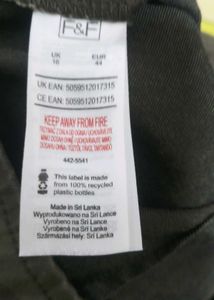 F&F
UK EUR
16 44
UK EAN: 5059512017315
CE EAN: 5059512017315
KEEP AWAY FROM FIRE
442-5541
This label is made
from 100% recycled
plastic bottles
Made in Sri Lanka
Wyprodukowano na Sri Lance
Vyrobeno na Sri Lance
Vyrobené na Srí Lanke
Származási hely: Srí Lanka